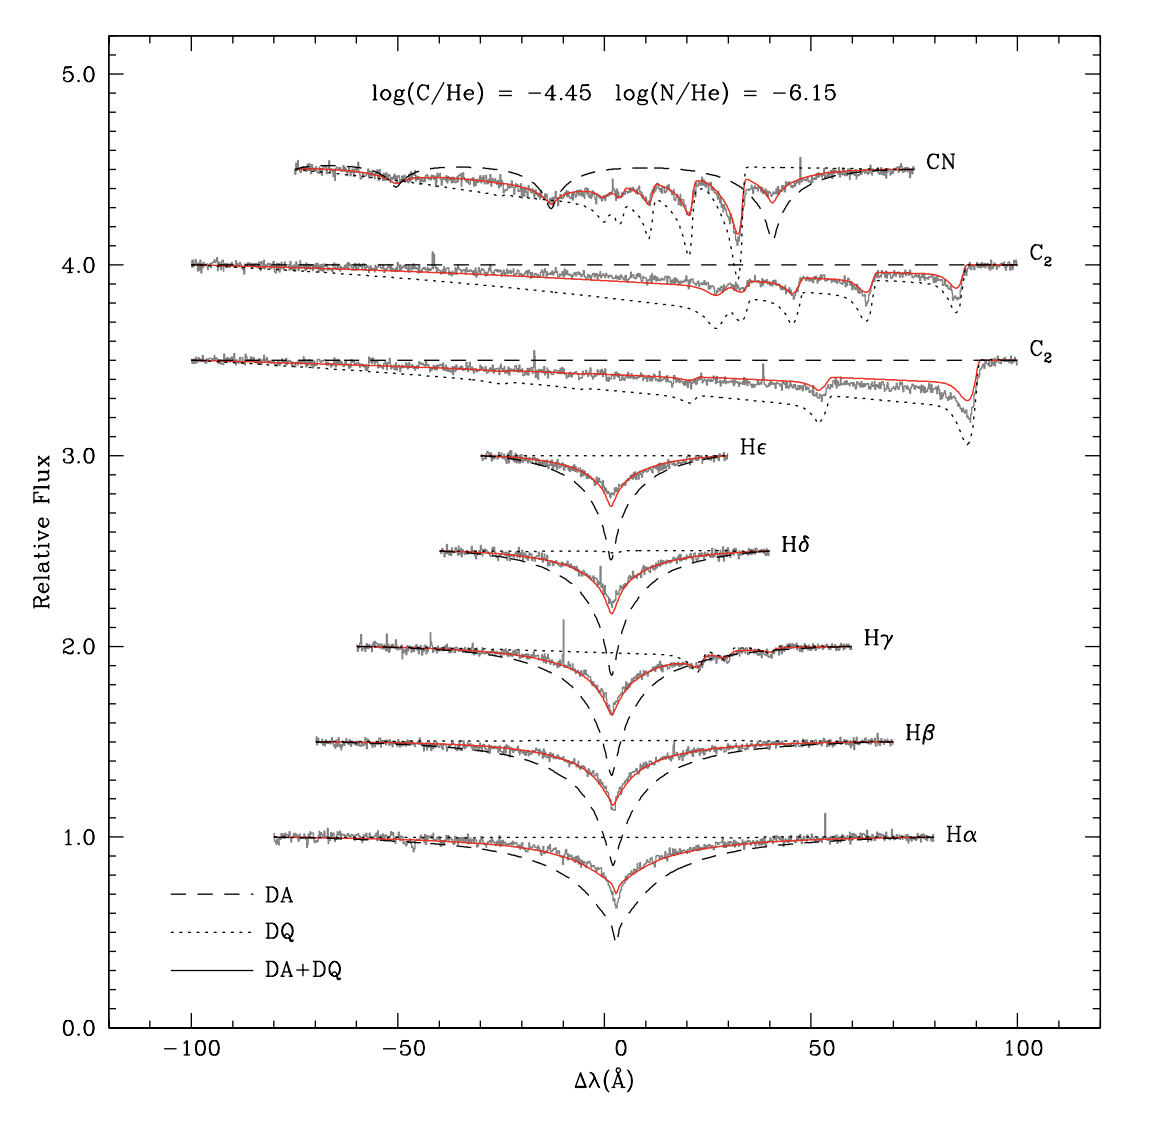 log(C/He) = −4.45 log(N/He) = −6.15
5.0
CN
4.0
C₂
C₂
3.0
Hϵ
Hδ
2.0
Hγ
Hβ
1.0
Hα
DA
DQ
DA+DQ
0.0
Relative Flux
−100
−50
0
50
100
Δλ(Å)